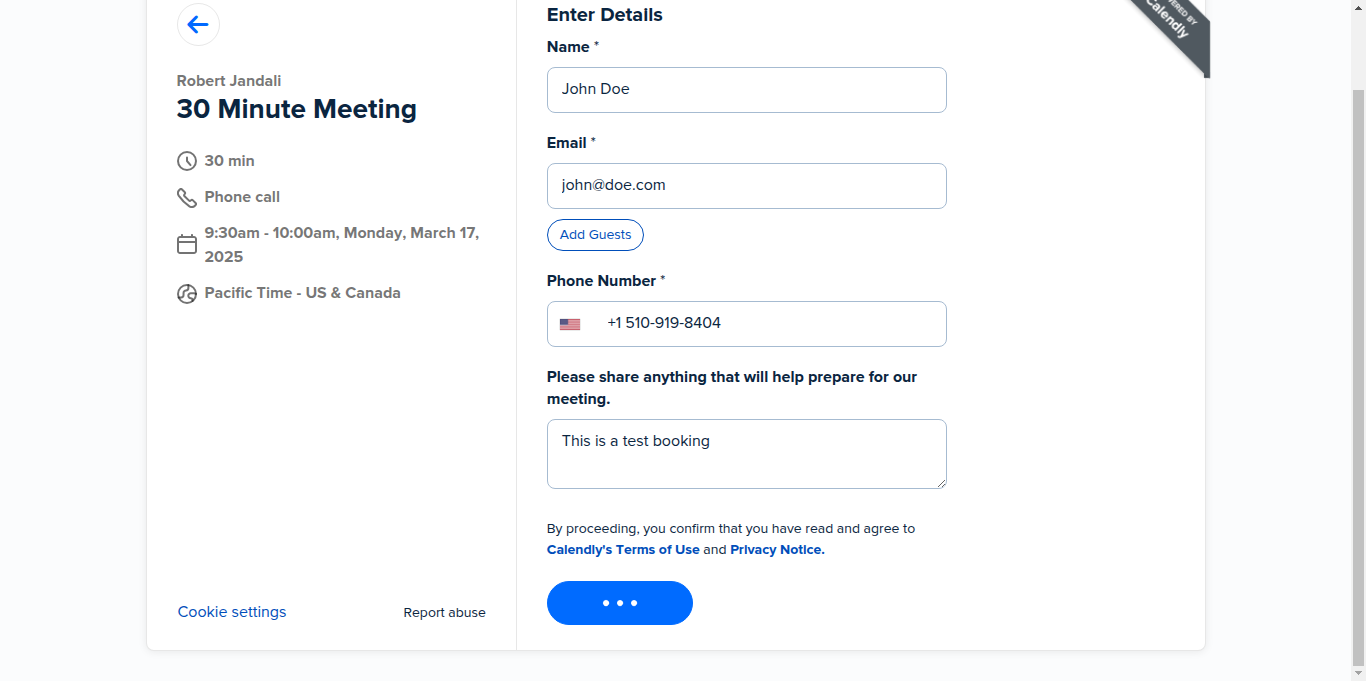 Robert Jandali
30 Minute Meeting
30 min
Phone call
9:30am - 10:00am, Monday, March 17,
2025
Pacific Time - US & Canada
Cookie settings
Report abuse
Enter Details
Name *
John Doe
Email *
john@doe.com
Add Guests
Phone Number *
+1 510-919-8404
Please share anything that will help prepare for our
meeting.
This is a test booking
By proceeding, you confirm that you have read and agree to
Calendly's Terms of Use and Privacy Notice.
BY
Calendly